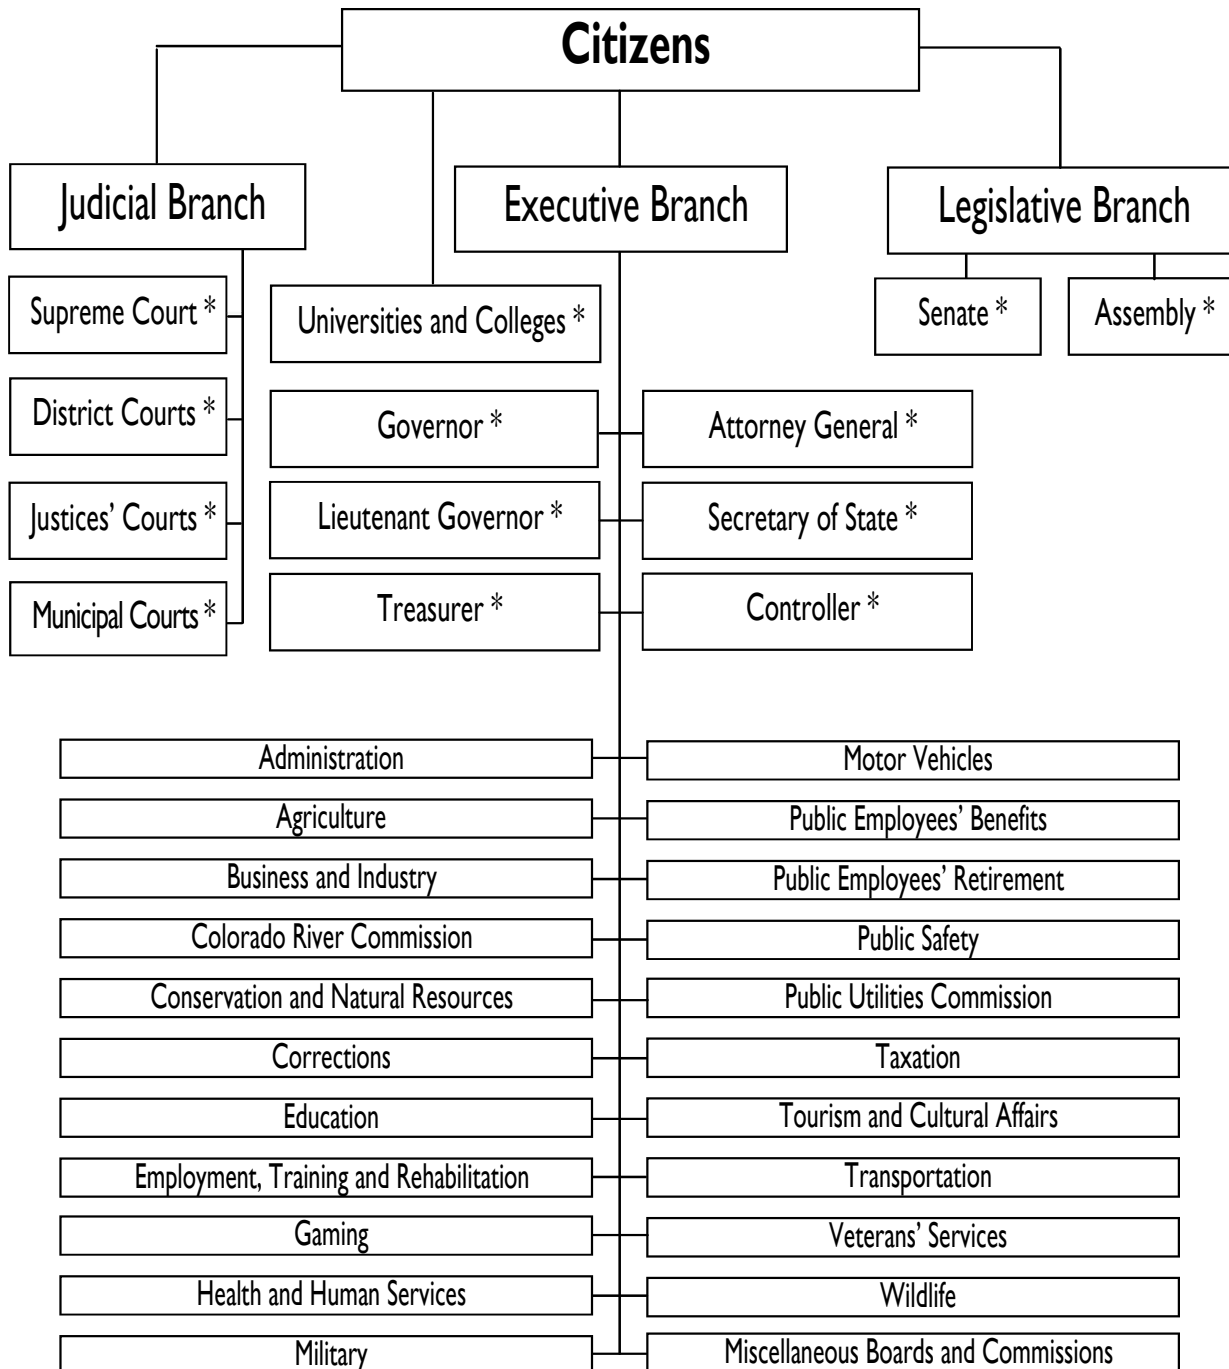 Citizens
Judicial Branch
Executive Branch
Legislative Branch
Supreme Court *
Universities and Colleges *
Senate *
Assembly *
District Courts *
Governor *
Attorney General *
Justices’ Courts *
Lieutenant Governor *
Secretary of State *
Municipal Courts *
Treasurer *
Controller *
Administration
Motor Vehicles
Agriculture
Public Employees’ Benefits
Business and Industry
Public Employees’ Retirement
Colorado River Commission
Public Safety
Conservation and Natural Resources
Public Utilities Commission
Corrections
Taxation
Education
Tourism and Cultural Affairs
Employment, Training and Rehabilitation
Transportation
Gaming
Veterans’ Services
Health and Human Services
Wildlife
Military
Miscellaneous Boards and Commissions